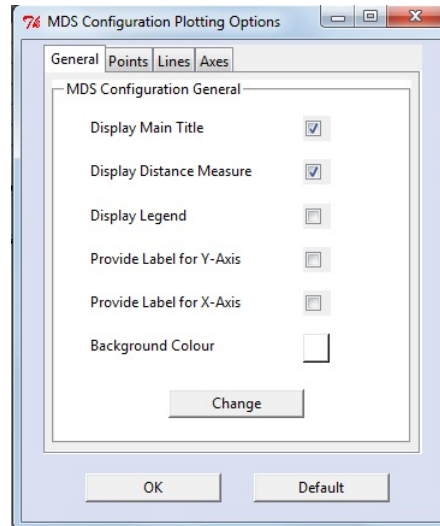 MDS Configuration Plotting Options
General Points Lines Axes
MDS Configuration General
Display Main Title
Display Distance Measure
Display Legend
Provide Label for Y-Axis
Provide Label for X-Axis
Background Colour
Change
OK Default